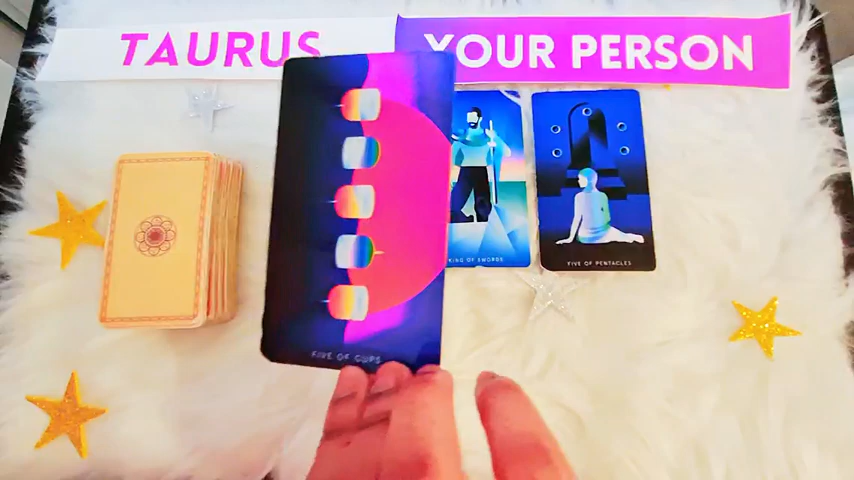 TAURUS
YOUR PERSON
FIVE OF CUPS
KING OF SWORDS
FIVE OF PENTACLES